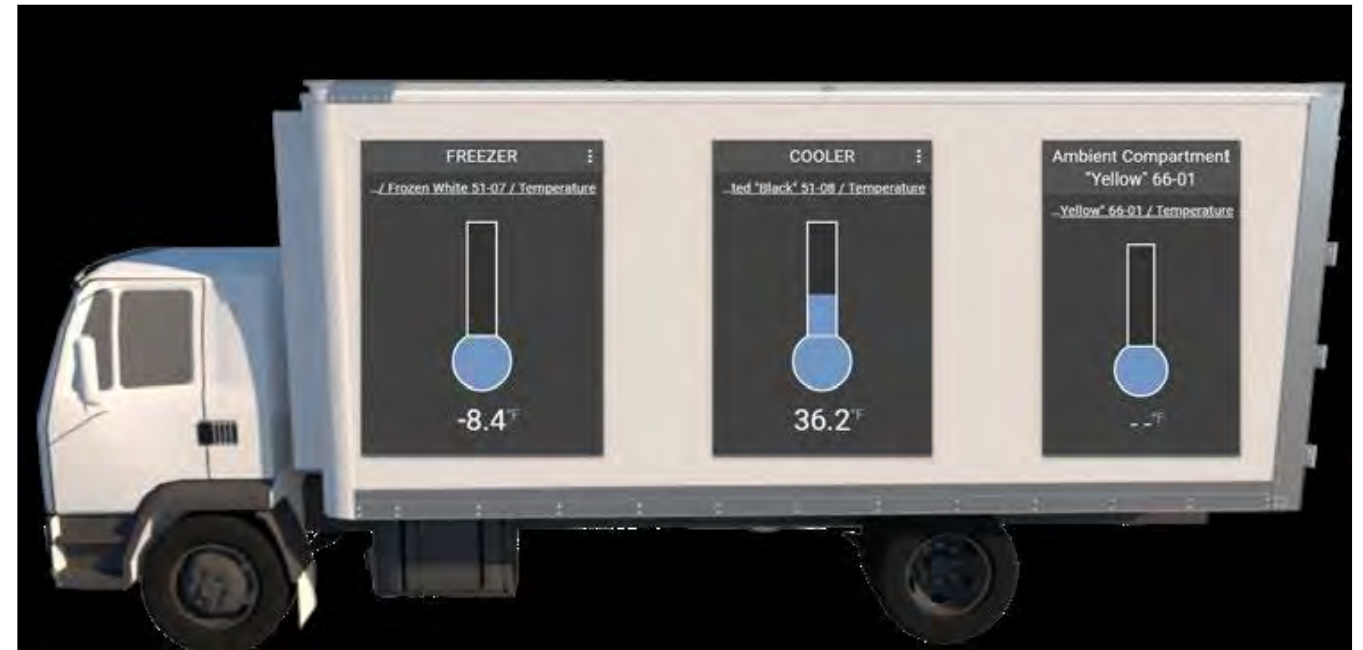 FREEZER
.../ Frozen White 51-07 / Temperature
-8.4°F
COOLER
...ted "Black" 51-08 / Temperature
36.2°F
Ambient Compartment
"Yellow" 66-01
...Yellow" 66-01 / Temperature
--°F